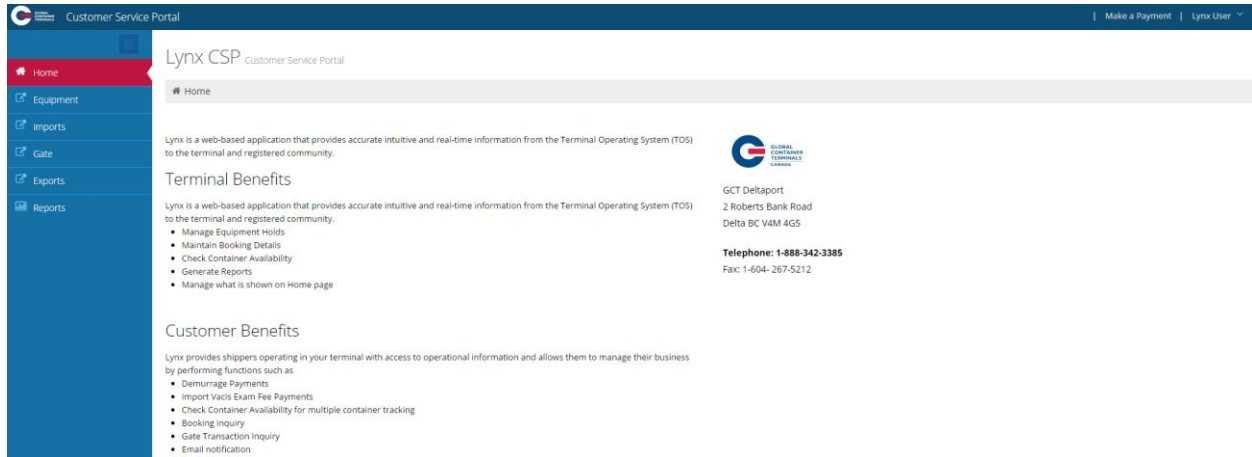 GLOBAL CONTAINER TERMINALS Customer Service Portal | Make a Payment | Lynx User
Home
Equipment
Imports
Gate
Exports
Reports
Lynx CSP Customer Service Portal
Home
Lynx is a web-based application that provides accurate intuitive and real-time information from the Terminal Operating System (TOS)
to the terminal and registered community.
Terminal Benefits
Lynx is a web-based application that provides accurate intuitive and real-time information from the Terminal Operating System (TOS)
to the terminal and registered community.
• Manage Equipment Holds
• Maintain Booking Details
• Check Container Availability
• Generate Reports
• Manage what is shown on Home page
Customer Benefits
Lynx provides shippers operating in your terminal with access to operational information and allows them to manage their business
by performing functions such as
• Demurrage Payments
• Import Vacis Exam Fee Payments
• Check Container Availability for multiple container tracking
• Booking Inquiry
• Gate Transaction Inquiry
• Email notification
GLOBAL
CONTAINER
TERMINALS
CANADA
GCT Deltaport
2 Roberts Bank Road
Delta BC V4M 4G5
Telephone: 1-888-342-3385
Fax: 1-604- 267-5212